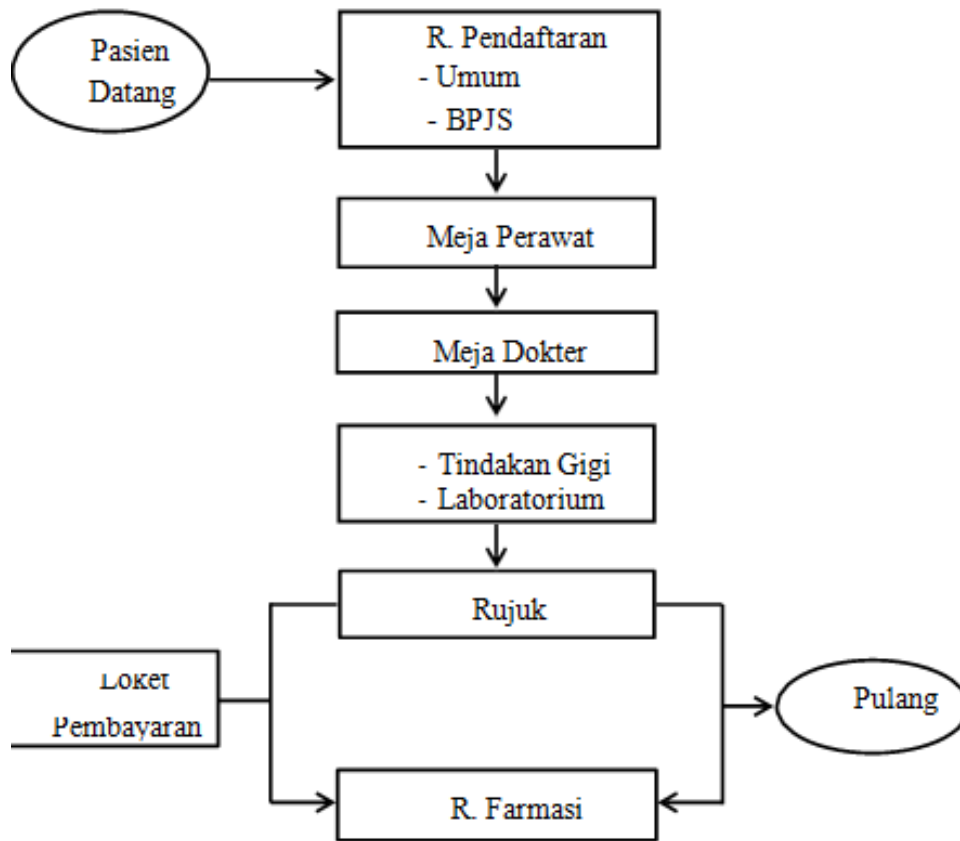 Pasien
Datang
R. Pendaftaran
- Umum
- BPJS
Meja Perawat
Meja Dokter
- Tindakan Gigi
- Laboratorium
Rujuk
Loket
Pembayaran
Pulang
R. Farmasi